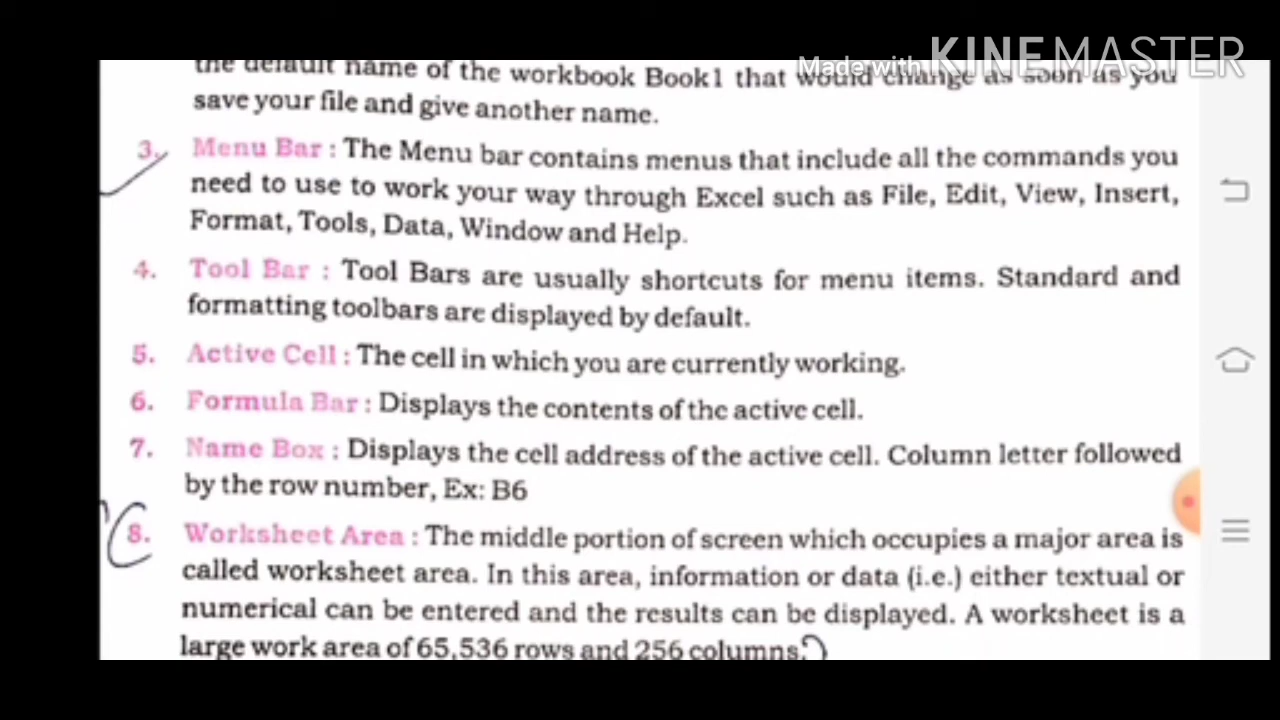 Made with KINEMASTER
the default name of the workbook Book1 that would change as soon as you
save your file and give another name.
3. Menu Bar : The Menu bar contains menus that include all the commands you
need to use to work your way through Excel such as File, Edit, View, Insert,
Format, Tools, Data, Window and Help.
4. Tool Bar : Tool Bars are usually shortcuts for menu items. Standard and
formatting toolbars are displayed by default.
5. Active Cell : The cell in which you are currently working.
6. Formula Bar : Displays the contents of the active cell.
7. Name Box : Displays the cell address of the active cell. Column letter followed
by the row number, Ex: B6
8. Worksheet Area : The middle portion of screen which occupies a major area is
called worksheet area. In this area, information or data (i.e.) either textual or
numerical can be entered and the results can be displayed. A worksheet is a
large work area of 65,536 rows and 256 columns.